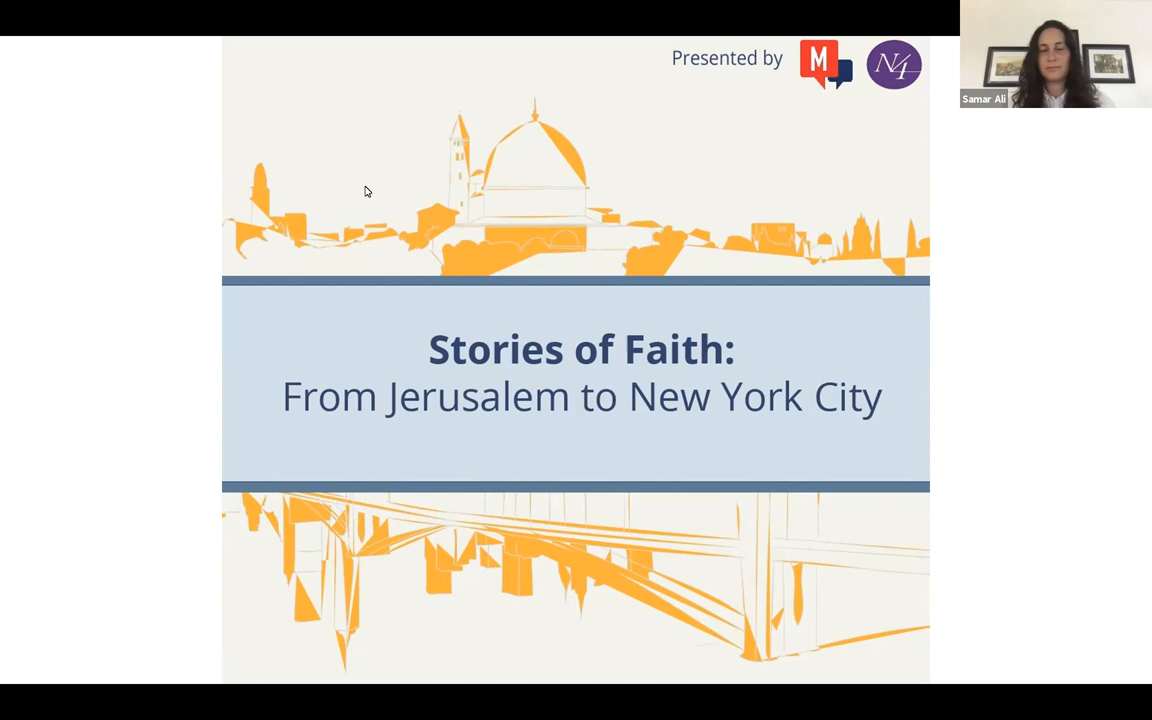 Presented by
M
N4
Samar Ali
Stories of Faith:
From Jerusalem to New York City